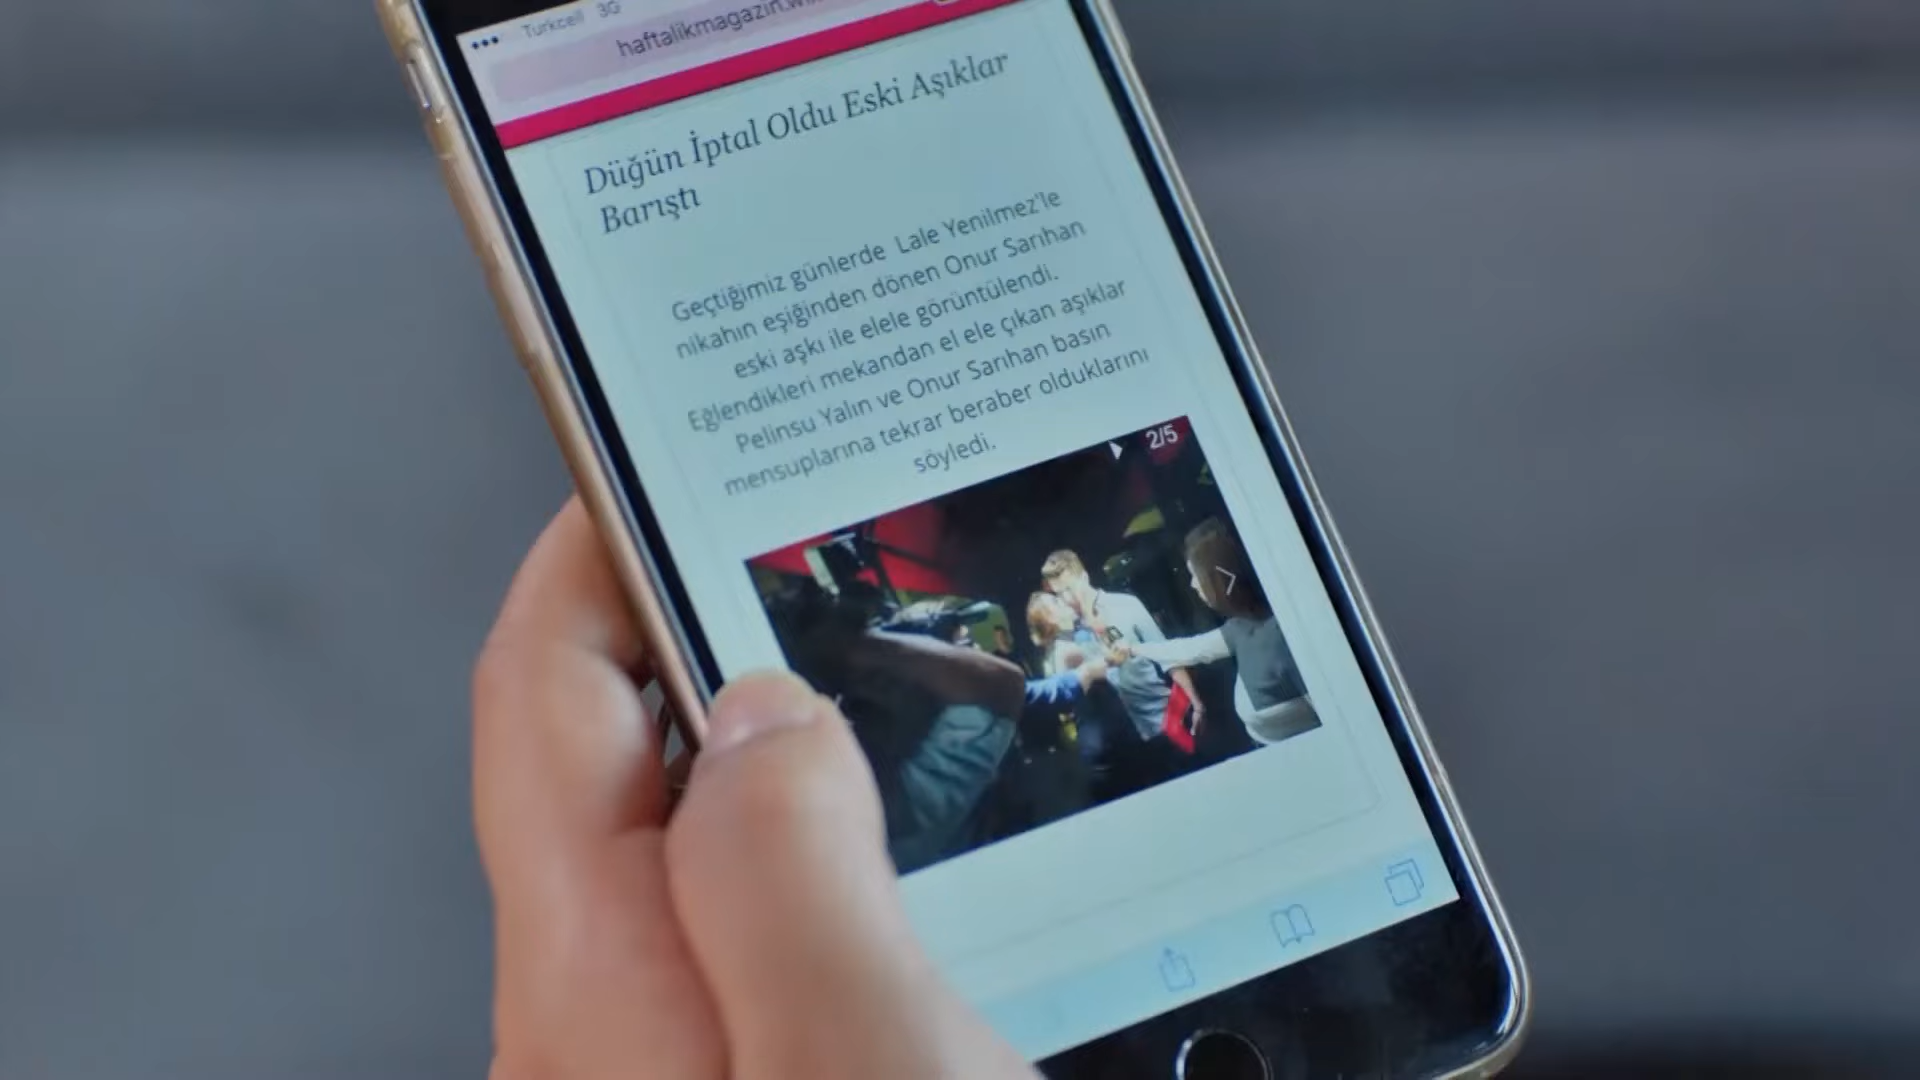 Turkcell 3G
haftalikmagazin.wix
Düğün İptal Oldu Eski Aşıklar
Barıştı
Geçtiğimiz günlerde Lale Yenilmez'le
nikahın eşiğinden dönen Onur Sarıhan
eski aşkı ile elele görüntülendi.
Eğlendikleri mekandan el ele çıkan aşıklar
Pelinsu Yalın ve Onur Sarıhan basın
mensuplarına tekrar beraber olduklarını
söyledi.
2/5